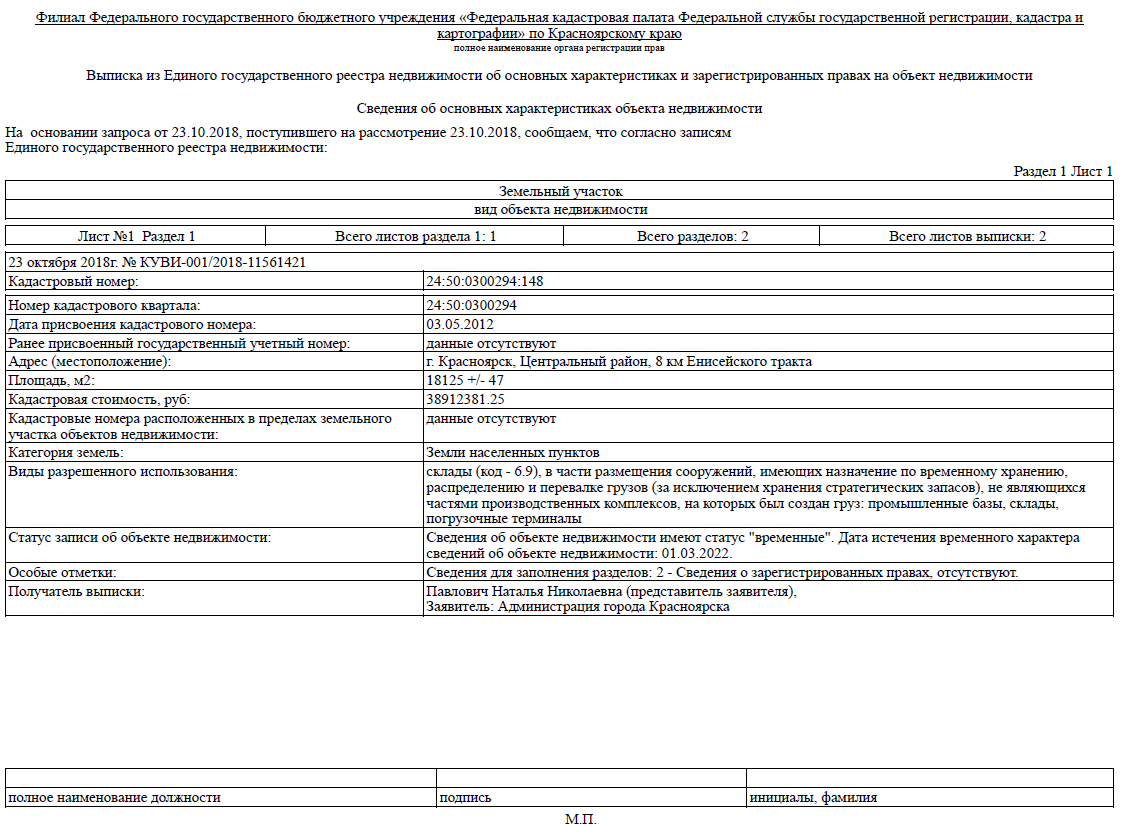 Филиал Федерального государственного бюджетного учреждения «Федеральная кадастровая палата Федеральной службы государственной регистрации, кадастра и
картографии» по Красноярскому краю
полное наименование органа регистрации прав
Выписка из Единого государственного реестра недвижимости об основных характеристиках и зарегистрированных правах на объект недвижимости
Сведения об основных характеристиках объекта недвижимости
На основании запроса от 23.10.2018, поступившего на рассмотрение 23.10.2018, сообщаем, что согласно записям
Единого государственного реестра недвижимости:
Раздел 1 Лист 1
Земельный участок
вид объекта недвижимости
Лист №1 Раздел 1 Всего листов раздела 1: 1 Всего разделов: 2 Всего листов выписки: 2
23 октября 2018г. № КУВИ-001/2018-11561421
Кадастровый номер: 24:50:0300294:148
Номер кадастрового квартала: 24:50:0300294
Дата присвоения кадастрового номера: 03.05.2012
Ранее присвоенный государственный учетный номер: данные отсутствуют
Адрес (местоположение): г. Красноярск, Центральный район, 8 км Енисейского тракта
Площадь, м2: 18125 +/- 47
Кадастровая стоимость, руб: 38912381.25
Кадастровые номера расположенных в пределах земельного данные отсутствуют
участка объектов недвижимости:
Категория земель: Земли населенных пунктов
Виды разрешенного использования: склады (код - 6.9), в части размещения сооружений, имеющих назначение по временному хранению,
распределению и перевалке грузов (за исключением хранения стратегических запасов), не являющихся
частями производственных комплексов, на которых был создан груз: промышленные базы, склады,
погрузочные терминалы
Статус записи об объекте недвижимости: Сведения об объекте недвижимости имеют статус "временные". Дата истечения временного характера
сведений об объекте недвижимости: 01.03.2022.
Особые отметки: Сведения для заполнения разделов: 2 - Сведения о зарегистрированных правах, отсутствуют.
Получатель выписки: Павлович Наталья Николаевна (представитель заявителя),
Заявитель: Администрация города Красноярска
полное наименование должности подпись инициалы, фамилия
М.П.